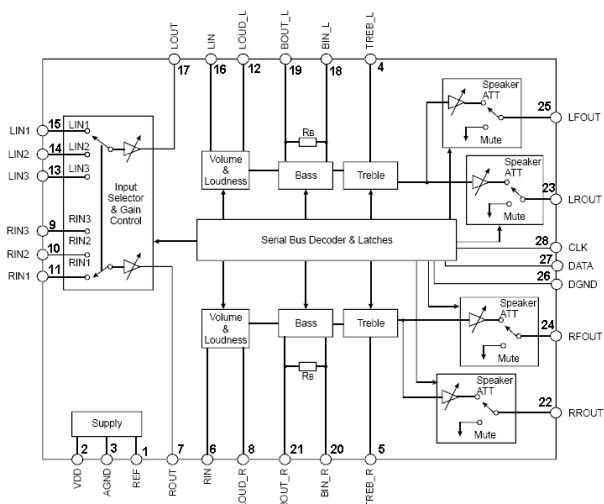 LOUT
LIN
LOUD_L
BOUT_L
BIN_L
TREB_L
17
16
12
19
18
4
Speaker
ATT
25
LFOUT
Mute
LIN1
15
LIN1
LIN2
14
LIN2
LIN3
13
LIN3
Input
Selector
& Gain
Control
RIN3
9
RIN3
RIN2
10
RIN2
RIN1
11
RIN1
RB
Volume
&
Loudness
Bass
Treble
Speaker
ATT
23
LROUT
Mute
Serial Bus Decoder & Latches
28
CLK
27
DATA
26
DGND
Volume
&
Loudness
Bass
Treble
RB
Speaker
ATT
24
RFOUT
Mute
Speaker
ATT
22
RROUT
Mute
Supply
2
3
1
7
6
8
21
20
5
VDD
AGND
REF
ROUT
RIN
OUD_R
OUT_R
BIN_R
TREB_R